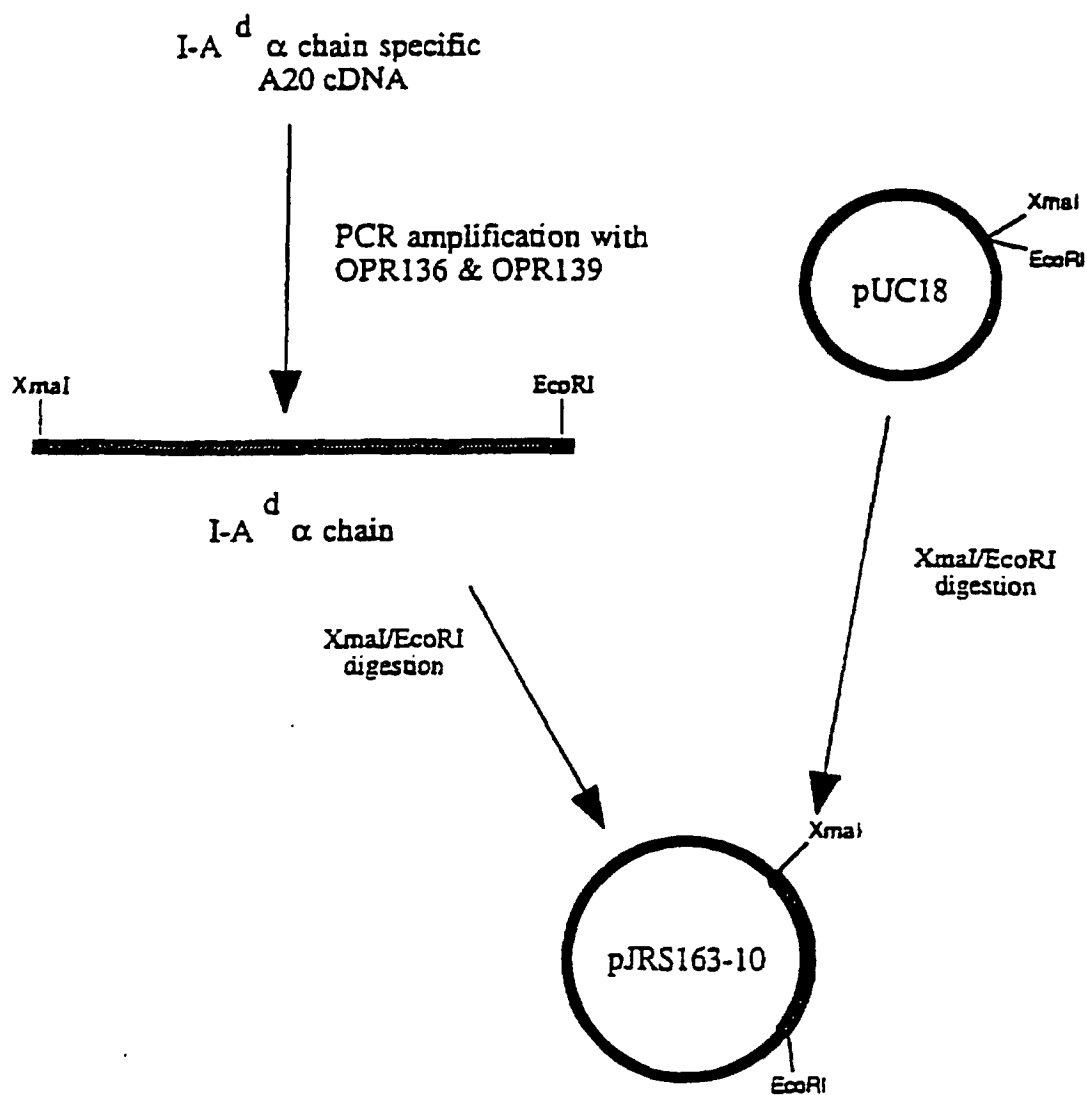 I-A d α chain specific
A20 cDNA
PCR amplification with
OPR136 & OPR139
XmaI
EcoRI
pUC18
XmaI
EcoRI
I-A d α chain
XmaI/EcoRI
digestion
XmaI/EcoRI
digestion
XmaI
pJRS163-10
EcoRI